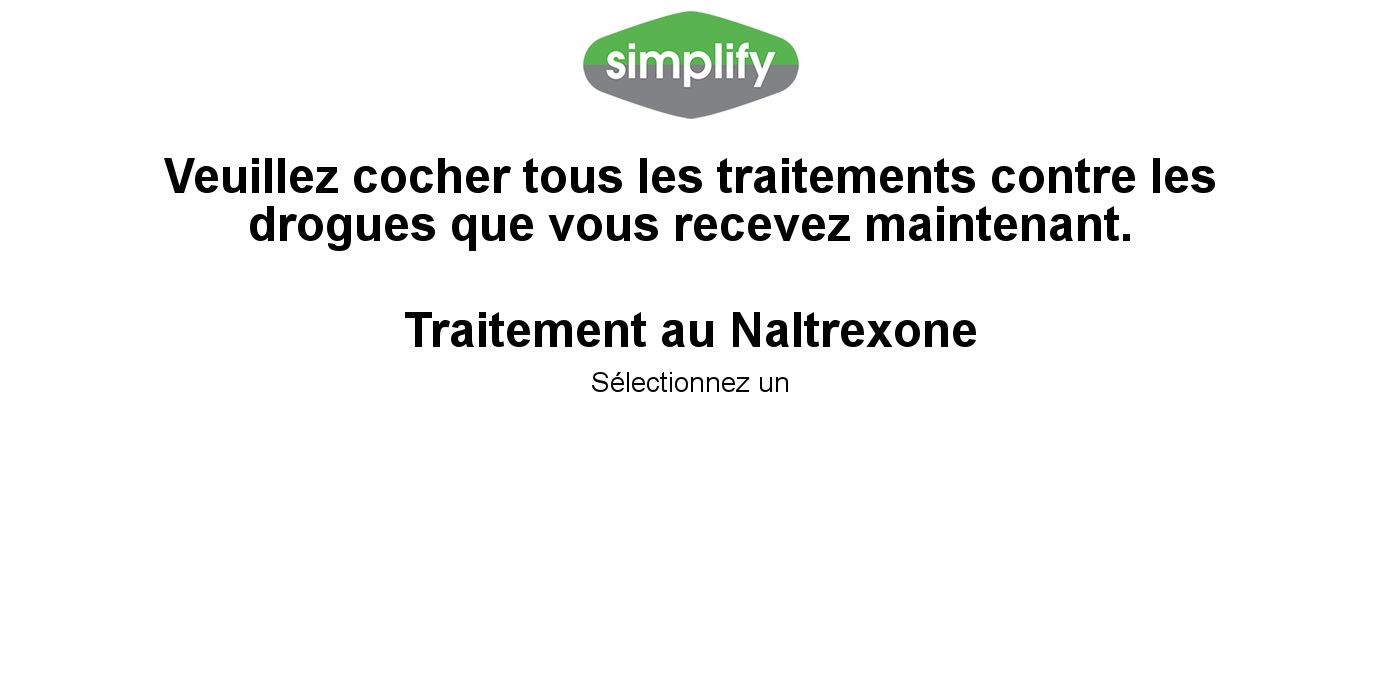 simplify
Veuillez cocher tous les traitements contre les
drogues que vous recevez maintenant.
Traitement au Naltrexone
Sélectionnez un